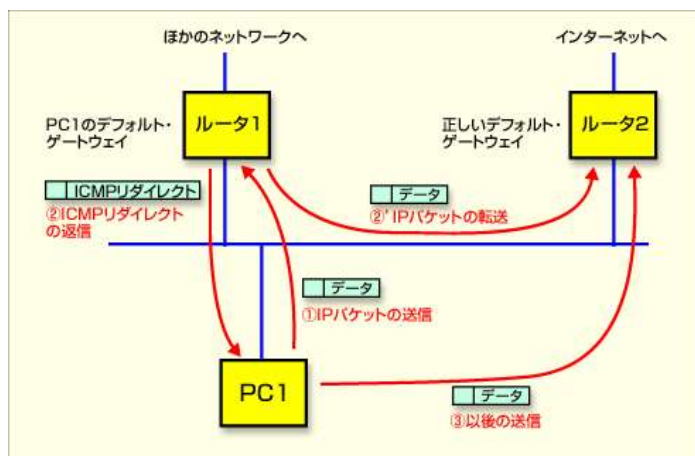 ほかのネットワークへ
インターネットへ
PC1のデフォルト・
ゲートウェイ
ルータ1
正しいデフォルト・
ゲートウェイ
ルータ2
ICMPリダイレクト
②ICMPリダイレクト
の返信
データ
②'IPパケットの転送
データ
①IPパケットの送信
PC1
データ
③以後の送信